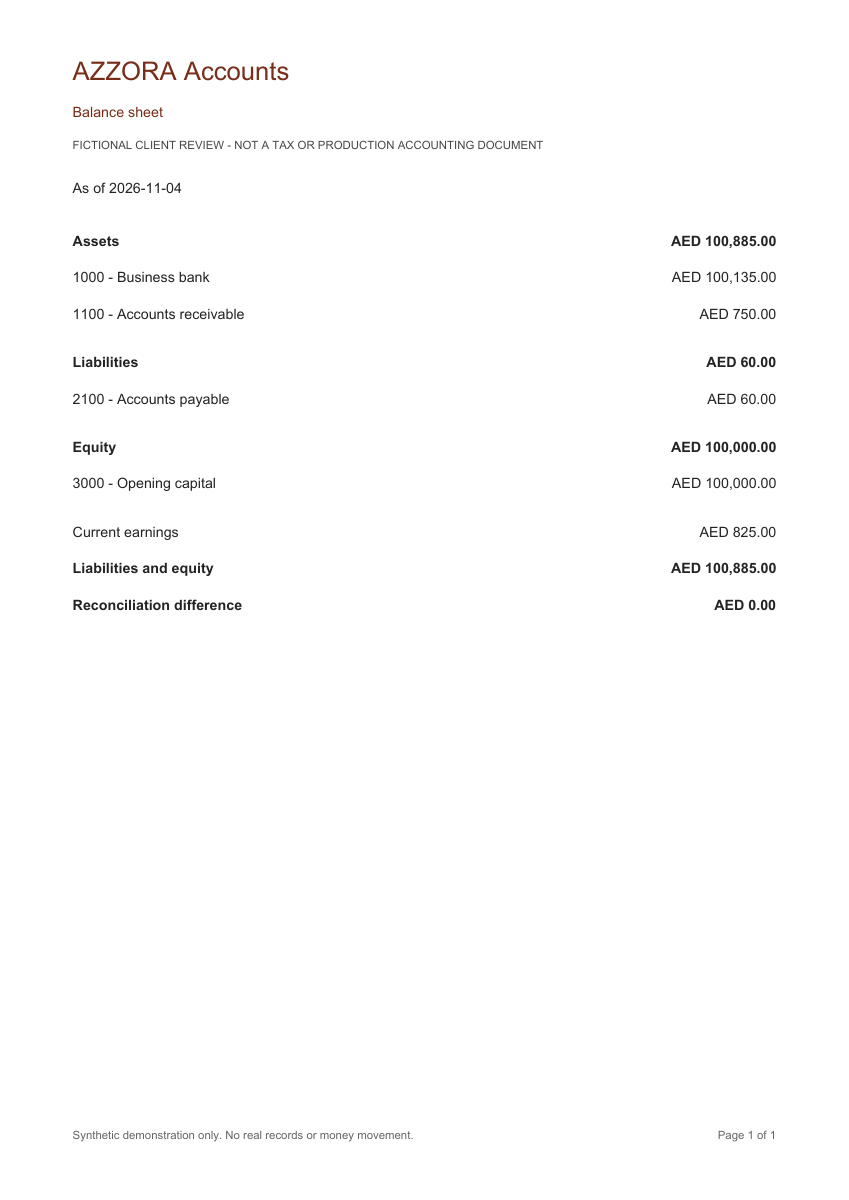 AZZORA Accounts
Balance sheet
FICTIONAL CLIENT REVIEW - NOT A TAX OR PRODUCTION ACCOUNTING DOCUMENT
As of 2026-11-04
Assets AED 100,885.00
1000 - Business bank AED 100,135.00
1100 - Accounts receivable AED 750.00
Liabilities AED 60.00
2100 - Accounts payable AED 60.00
Equity AED 100,000.00
3000 - Opening capital AED 100,000.00
Current earnings AED 825.00
Liabilities and equity AED 100,885.00
Reconciliation difference AED 0.00
Synthetic demonstration only. No real records or money movement. Page 1 of 1